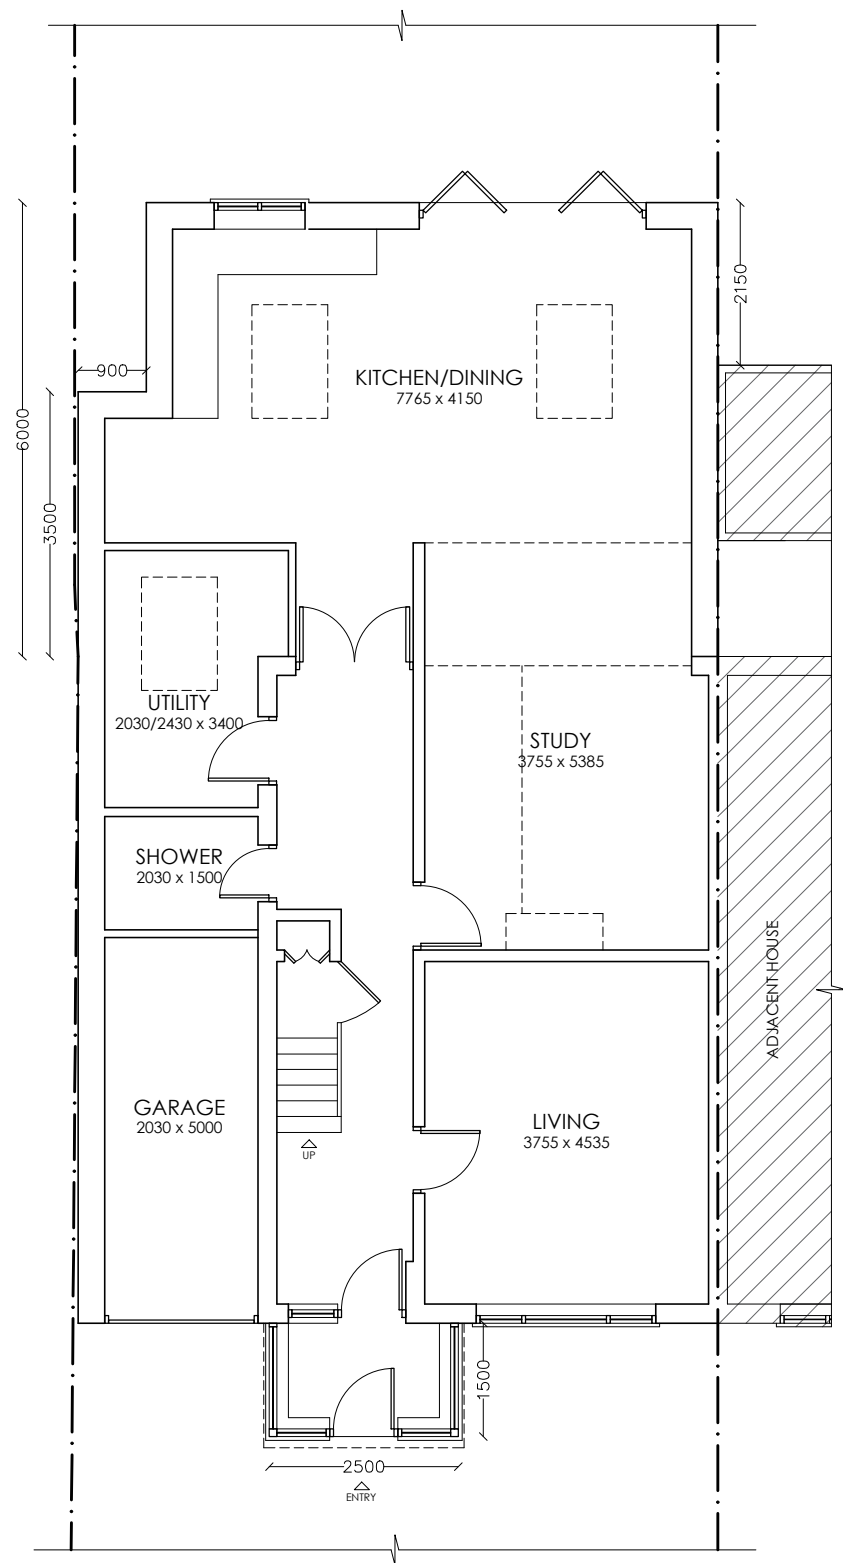 2150
900
KITCHEN/DINING
7765 x 4150
6000
3500
UTILITY
2030/2430 x 3400
STUDY
3755 x 5385
SHOWER
2030 x 1500
ADJACENT HOUSE
GARAGE
2030 x 5000
LIVING
3755 x 4535
UP
1500
2500
ENTRY